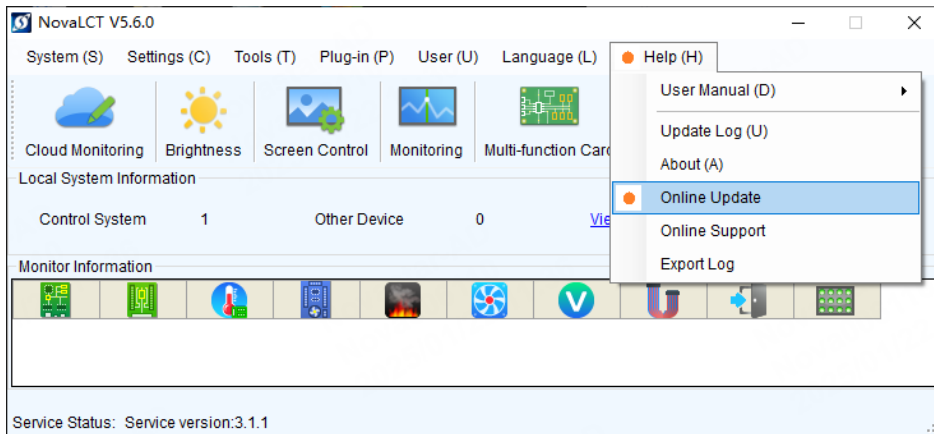 NovaLCT V5.6.0
System (S) Settings (C) Tools (T) Plug-in (P) User (U) Language (L) Help (H)
User Manual (D)
Update Log (U)
About (A)
Online Update
Online Support
Export Log
Cloud Monitoring Brightness Screen Control Monitoring Multi-function Card
Local System Information
Control System 1 Other Device 0 Vie
Monitor Information
V
Service Status: Service version:3.1.1